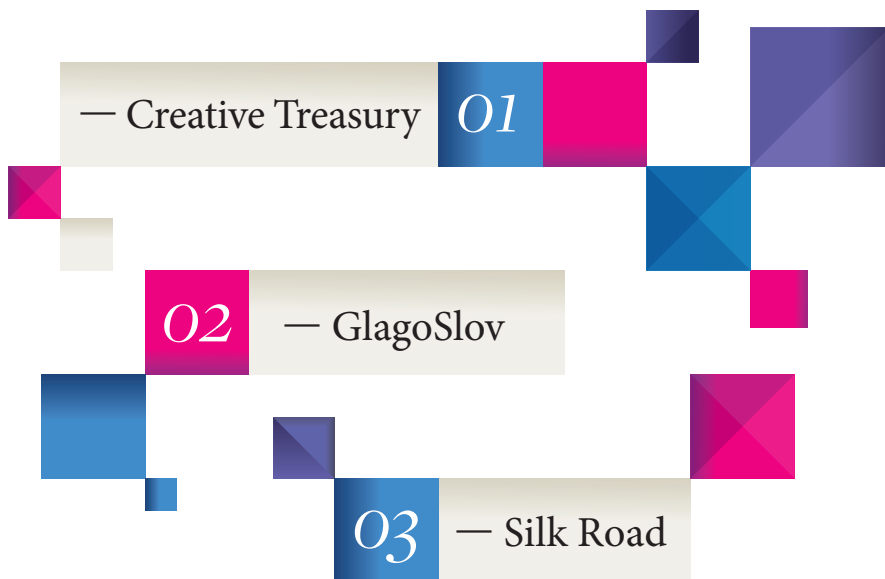 — Creative Treasury 01
02 — GlagoSlov
03 — Silk Road